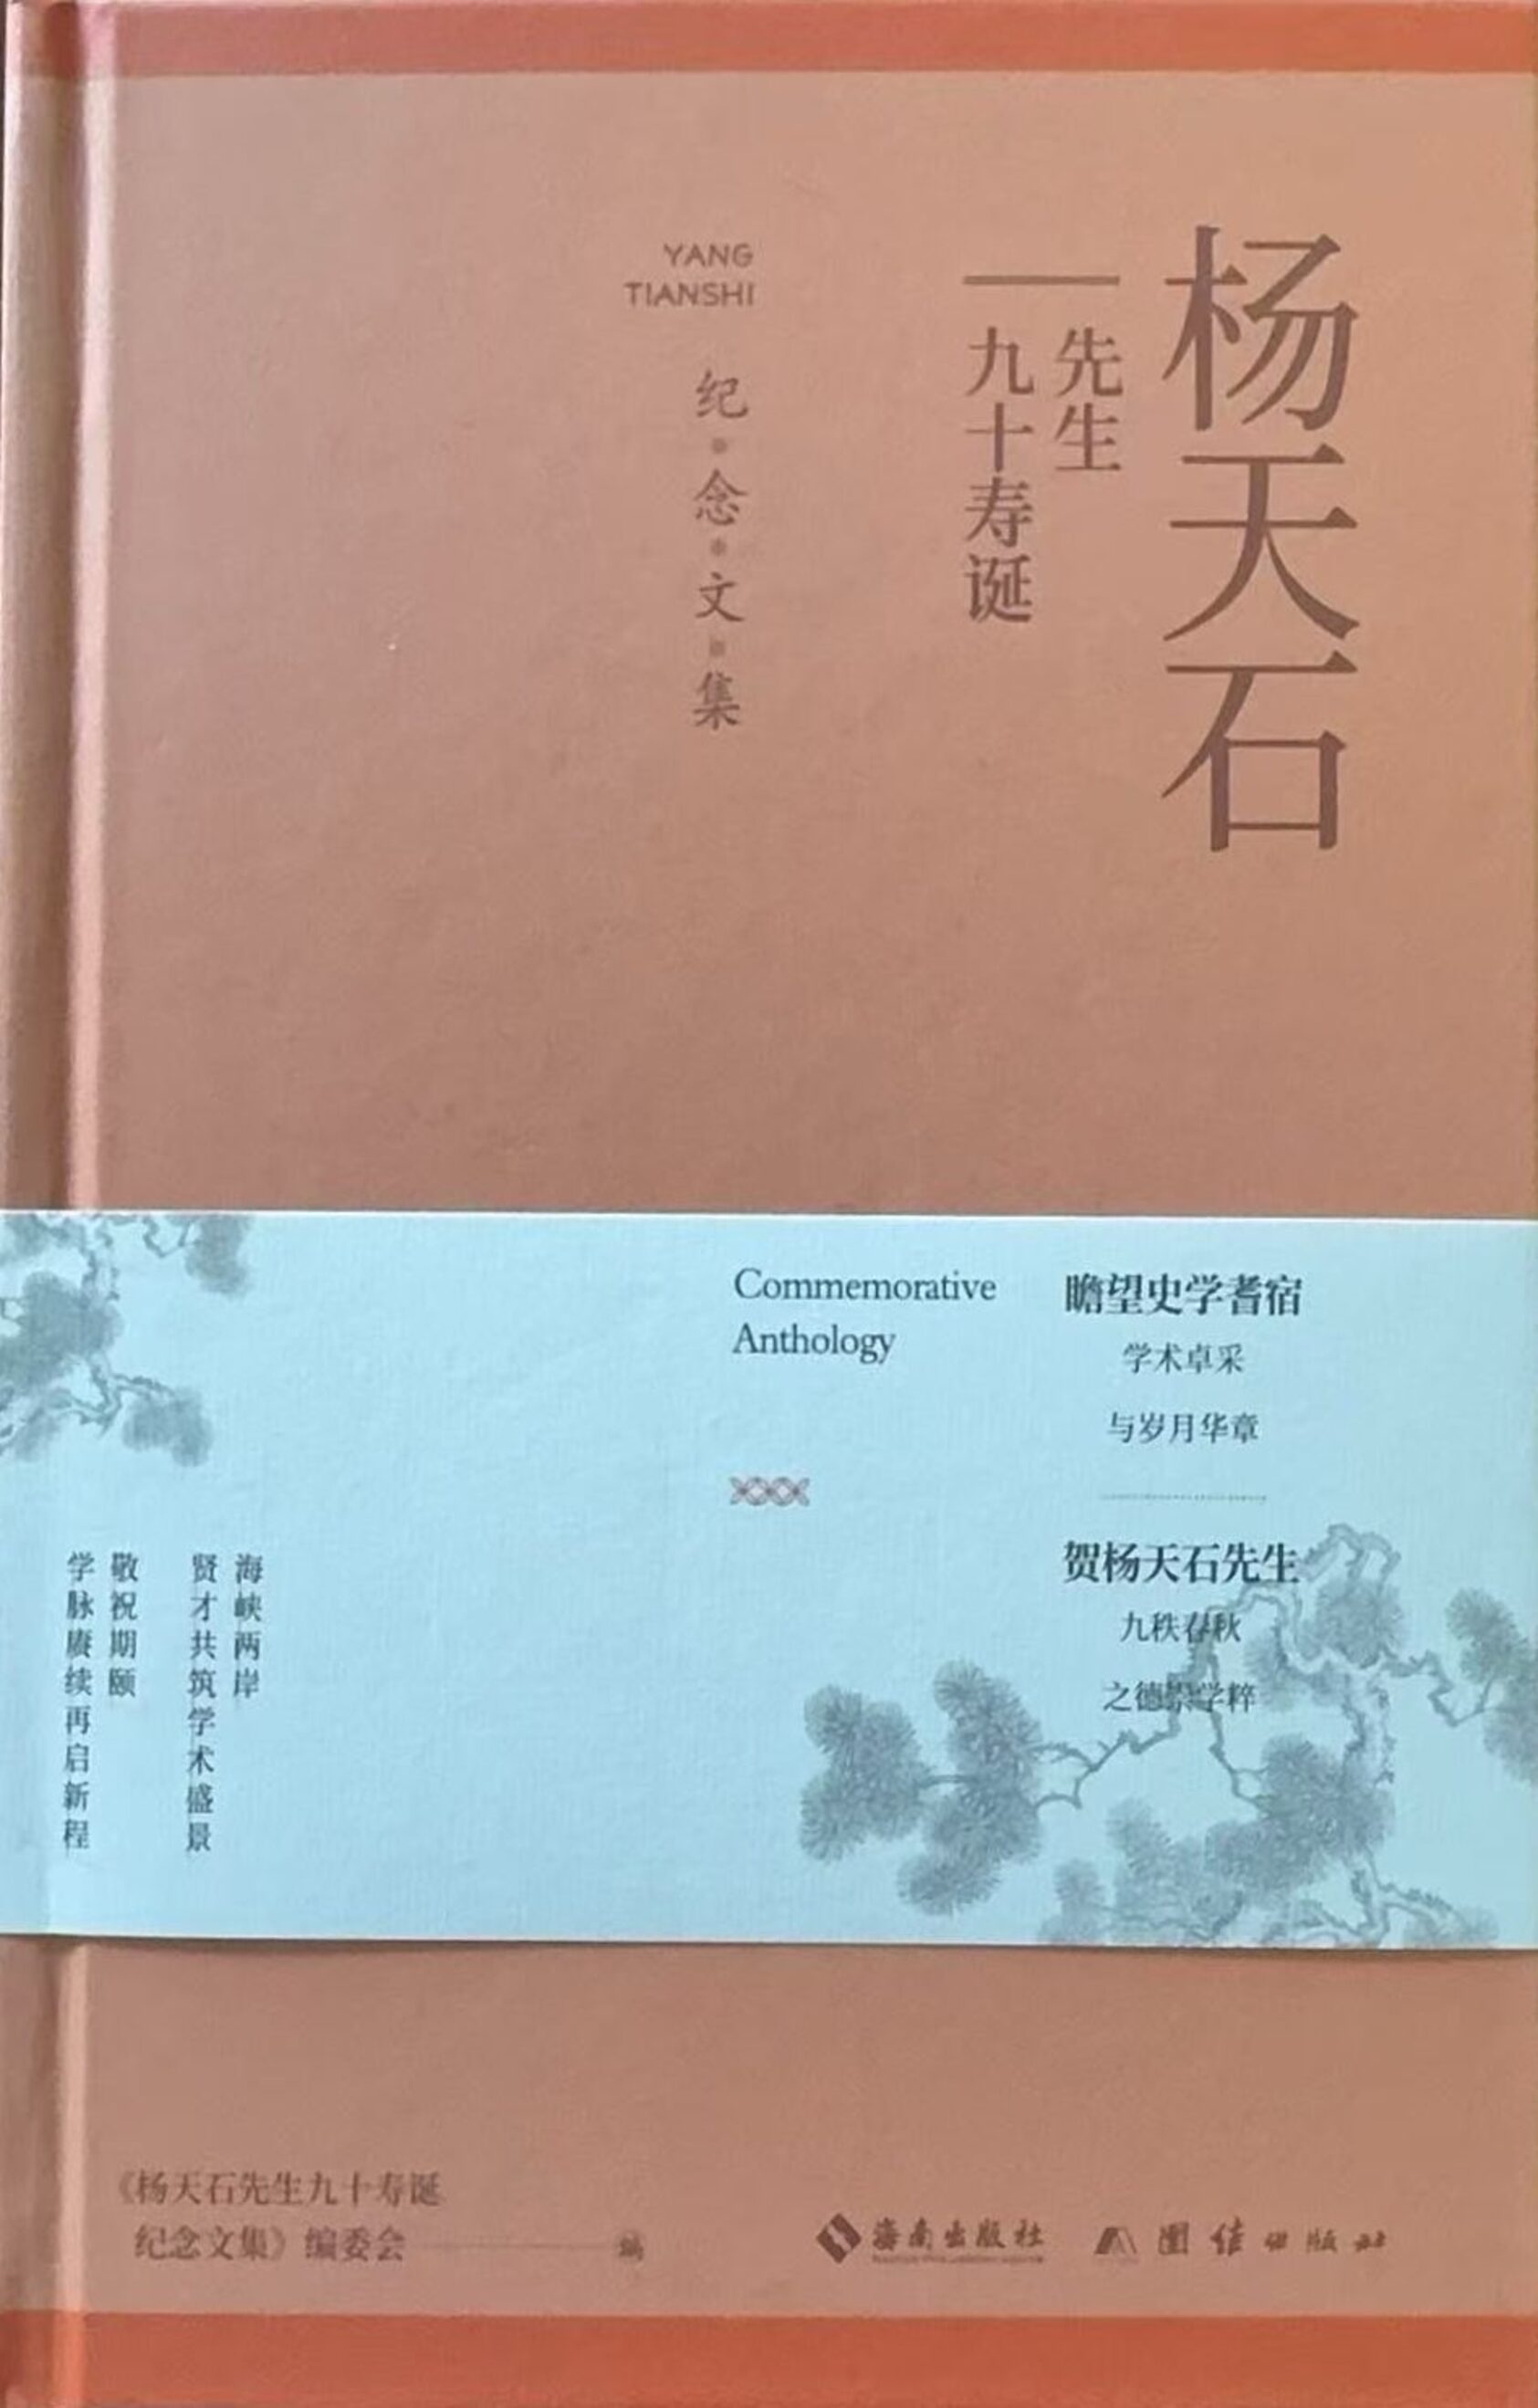 杨天石
先生
九十寿诞
YANG
TIANSHI
纪·念·文·集
Commemorative
Anthology
瞻望史学耆宿
学术卓采
与岁月华章
贺杨天石先生
九秩春秋
之德崇学粹
海峡两岸
贤才共筑学术盛景
敬祝期颐
学脉赓续再启新程
《杨天石先生九十寿诞
纪念文集》编委会 编
海南出版社
团结出版社